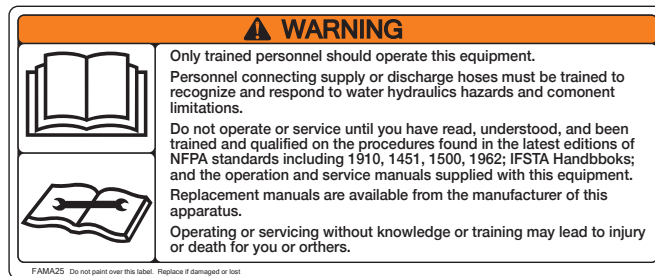 WARNING
Only trained personnel should operate this equipment.
Personnel connecting supply or discharge hoses must be trained to
recognize and respond to water hydraulics hazards and comonent
limitations.
Do not operate or service until you have read, understood, and been
trained and qualified on the procedures found in the latest editions of
NFPA standards including 1910, 1451, 1500, 1962; IFSTA Handbboks;
and the operation and service manuals supplied with this equipment.
Replacement manuals are available from the manufacturer of this
apparatus.
Operating or servicing without knowledge or training may lead to injury
or death for you or orthers.
FAMA25 Do not paint over this label. Replace if damaged or lost